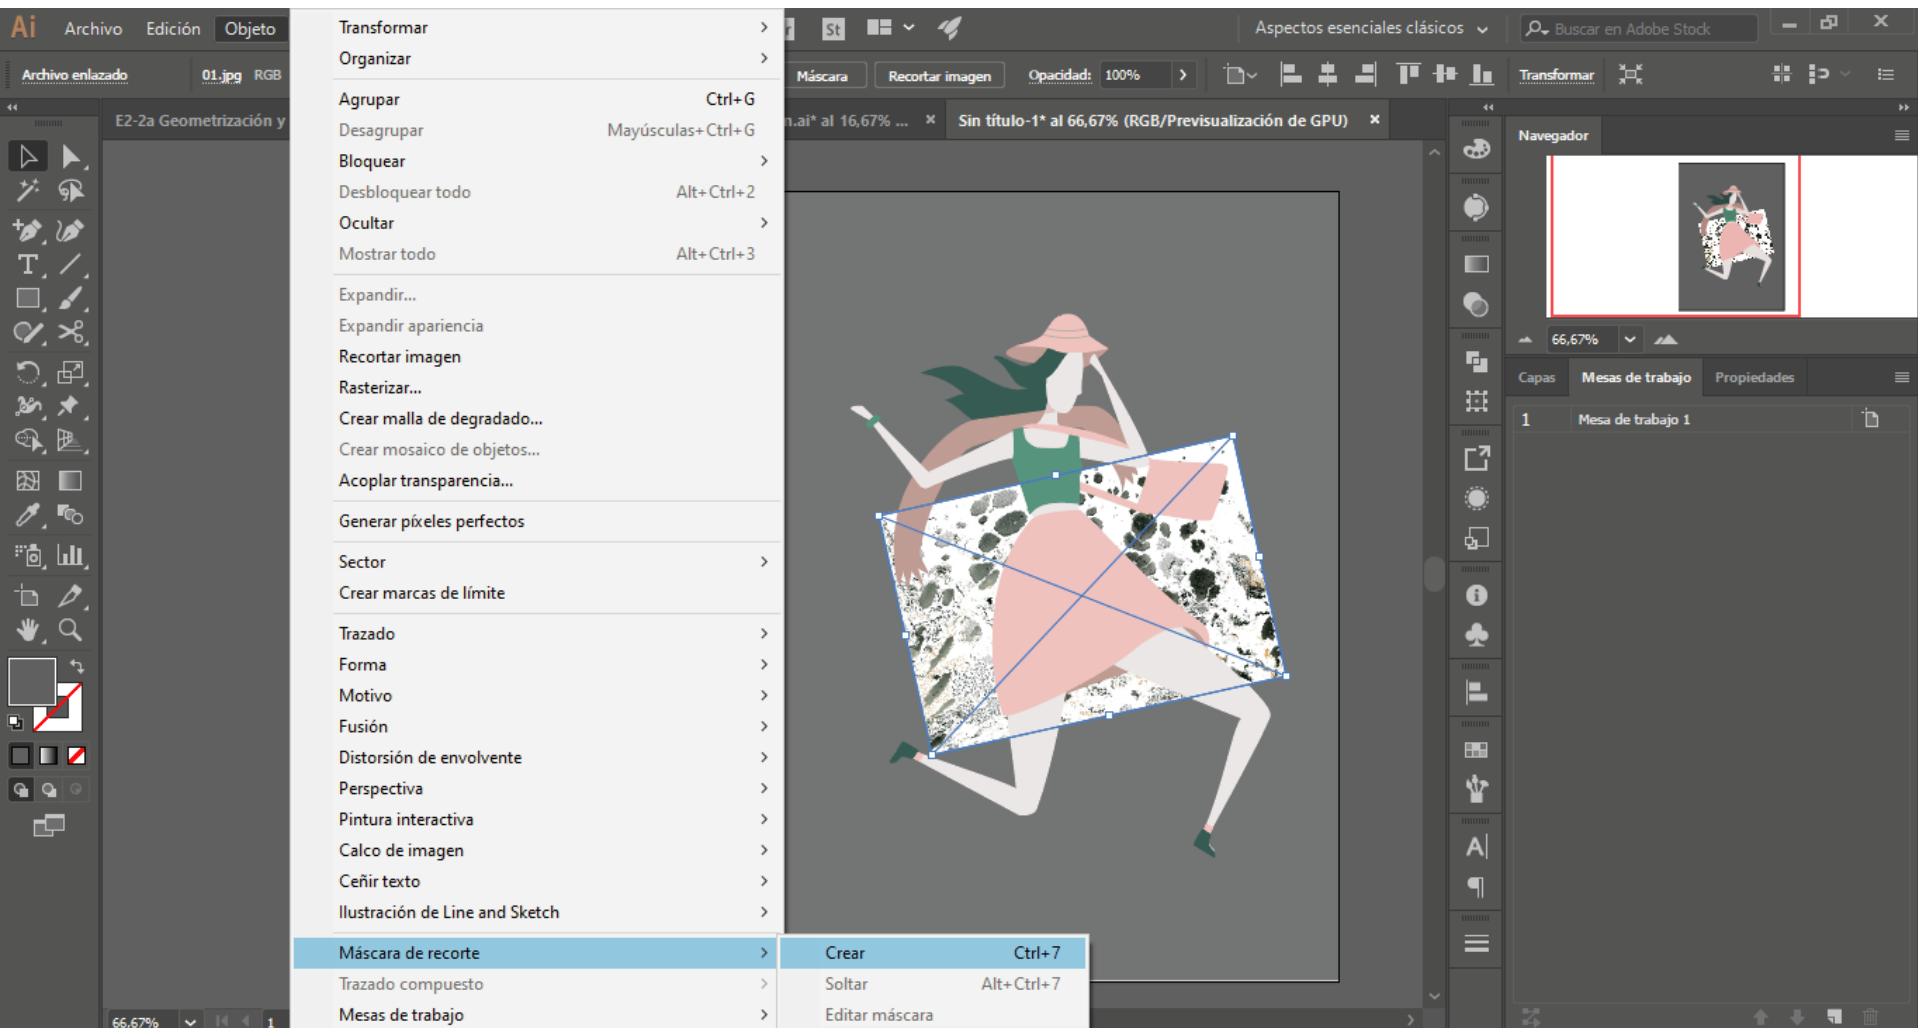 Ai Archivo Edición Objeto St Aspectos esenciales clásicos Buscar en Adobe Stock
Archivo enlazado 01.jpg RGB Máscara Recortar imagen Opacidad: 100% Transformar
E2-2a Geometrización y n.ai* al 16,67% ... × Sin título-1* al 66,67% (RGB/Previsualización de GPU) ×
Transformar
Organizar
Agrupar Ctrl+G
Desagrupar Mayúsculas+Ctrl+G
Bloquear
Desbloquear todo Alt+Ctrl+2
Ocultar
Mostrar todo Alt+Ctrl+3
Expandir...
Expandir apariencia
Recortar imagen
Rasterizar...
Crear malla de degradado...
Crear mosaico de objetos...
Acoplar transparencia...
Generar píxeles perfectos
Sector
Crear marcas de límite
Trazado
Forma
Motivo
Fusión
Distorsión de envolvente
Perspectiva
Pintura interactiva
Calco de imagen
Ceñir texto
Ilustración de Line and Sketch
Máscara de recorte
Trazado compuesto
Mesas de trabajo
Crear Ctrl+7
Soltar Alt+Ctrl+7
Editar máscara
Navegador
66,67%
Capas Mesas de trabajo Propiedades
1 Mesa de trabajo 1
66,67% 1